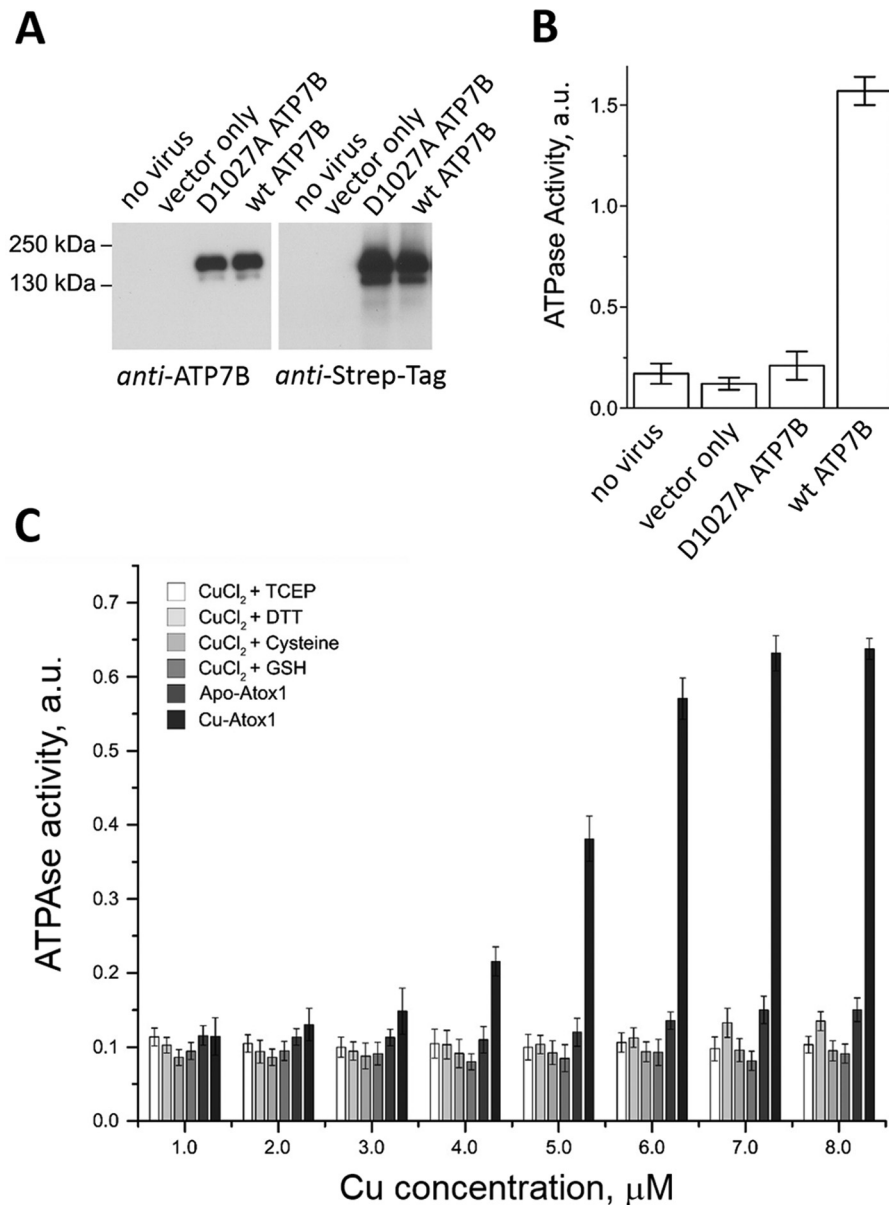 A
no virus
vector only
D1027A ATP7B
wt ATP7B
no virus
vector only
D1027A ATP7B
wt ATP7B
250 kDa
130 kDa
anti-ATP7B
anti-Strep-Tag
B
ATPase Activity, a.u.
1.5
1.0
0.5
0.0
no virus
vector only
D1027A ATP7B
wt ATP7B
C
ATPAse activity, a.u.
0.7
0.6
0.5
0.4
0.3
0.2
0.1
0.0
CuCl₂ + TCEP
CuCl₂ + DTT
CuCl₂ + Cysteine
CuCl₂ + GSH
Apo-Atox1
Cu-Atox1
1.0 2.0 3.0 4.0 5.0 6.0 7.0 8.0
Cu concentration, μM